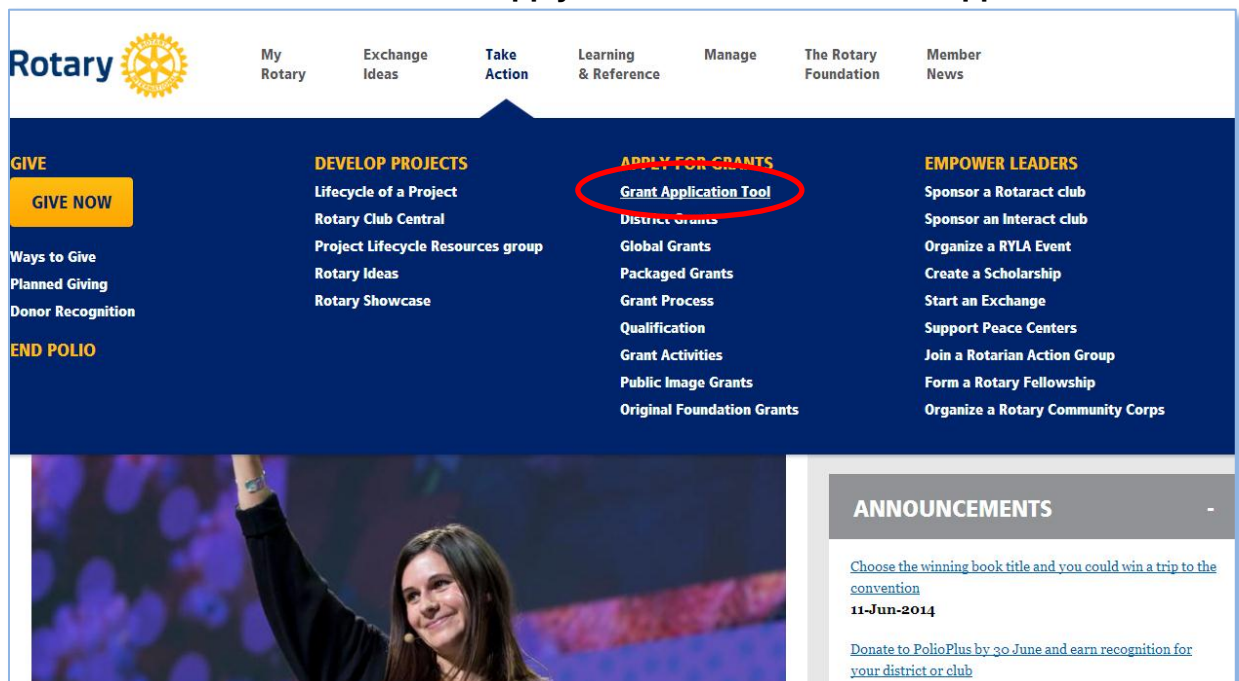 Rotary
My
Rotary
Exchange
Ideas
Take
Action
Learning
& Reference
Manage
The Rotary
Foundation
Member
News
GIVE
GIVE NOW
Ways to Give
Planned Giving
Donor Recognition
END POLIO
DEVELOP PROJECTS
Lifecycle of a Project
Rotary Club Central
Project Lifecycle Resources group
Rotary Ideas
Rotary Showcase
APPLY FOR GRANTS
Grant Application Tool
District Grants
Global Grants
Packaged Grants
Grant Process
Qualification
Grant Activities
Public Image Grants
Original Foundation Grants
EMPOWER LEADERS
Sponsor a Rotaract club
Sponsor an Interact club
Organize a RYLA Event
Create a Scholarship
Start an Exchange
Support Peace Centers
Join a Rotarian Action Group
Form a Rotary Fellowship
Organize a Rotary Community Corps
ANNOUNCEMENTS -
Choose the winning book title and you could win a trip to the
convention
11-Jun-2014
Donate to PolioPlus by 30 June and earn recognition for
your district or club